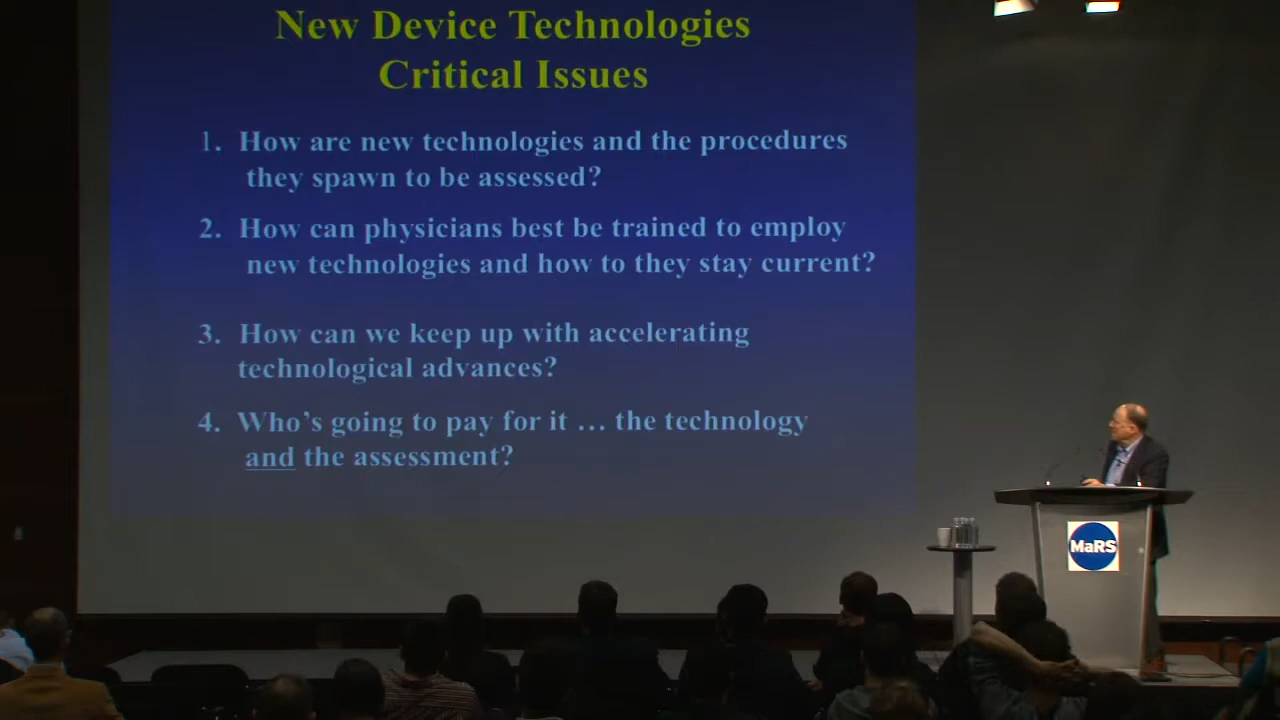 New Device Technologies
Critical Issues
1. How are new technologies and the procedures
they spawn to be assessed?
2. How can physicians best be trained to employ
new technologies and how to they stay current?
3. How can we keep up with accelerating
technological advances?
4. Who’s going to pay for it … the technology
and the assessment?
MaRS